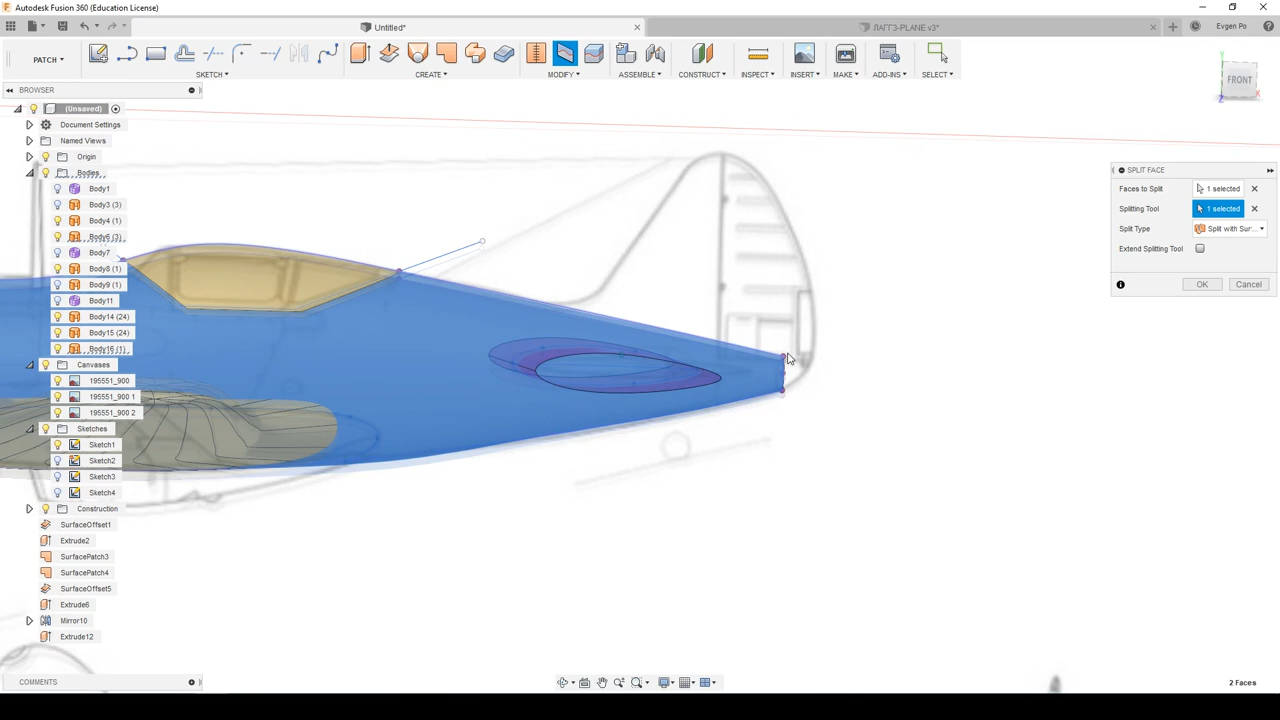 Autodesk Fusion 360 (Education License)
Untitled*
ЛАГГ3-PLANE v3*
Evgen Po
PATCH
SKETCH
CREATE
MODIFY
ASSEMBLE
CONSTRUCT
INSPECT
INSERT
MAKE
ADD-INS
SELECT
BROWSER
(Unsaved)
Document Settings
Named Views
Origin
Bodies
Body1
Body3 (3)
Body4 (1)
Body6 (3)
Body7
Body8 (1)
Body9 (1)
Body11
Body14 (24)
Body15 (24)
Body16 (1)
Canvases
195551_900
195551_900 1
195551_900 2
Sketches
Sketch1
Sketch2
Sketch3
Sketch4
Construction
SurfaceOffset1
Extrude2
SurfacePatch3
SurfacePatch4
SurfaceOffset5
Extrude6
Mirror10
Extrude12
COMMENTS
Y
FRONT
X
Z
SPLIT FACE
Faces to Split 1 selected
Splitting Tool 1 selected
Split Type Split with Sur...
Extend Splitting Tool
OK Cancel
2 Faces